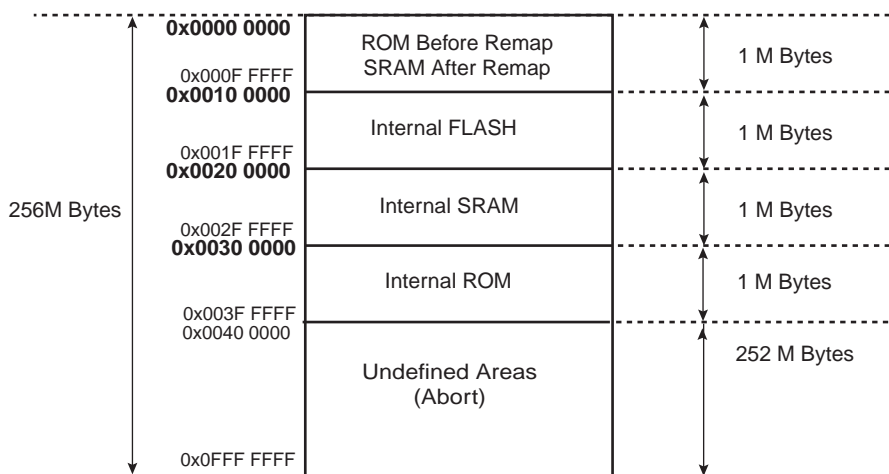 0x0000 0000
ROM Before Remap
SRAM After Remap
1 M Bytes
0x000F FFFF
0x0010 0000
Internal FLASH
1 M Bytes
0x001F FFFF
0x0020 0000
256M Bytes
Internal SRAM
1 M Bytes
0x002F FFFF
0x0030 0000
Internal ROM
1 M Bytes
0x003F FFFF
0x0040 0000
252 M Bytes
Undefined Areas
(Abort)
0x0FFF FFFF